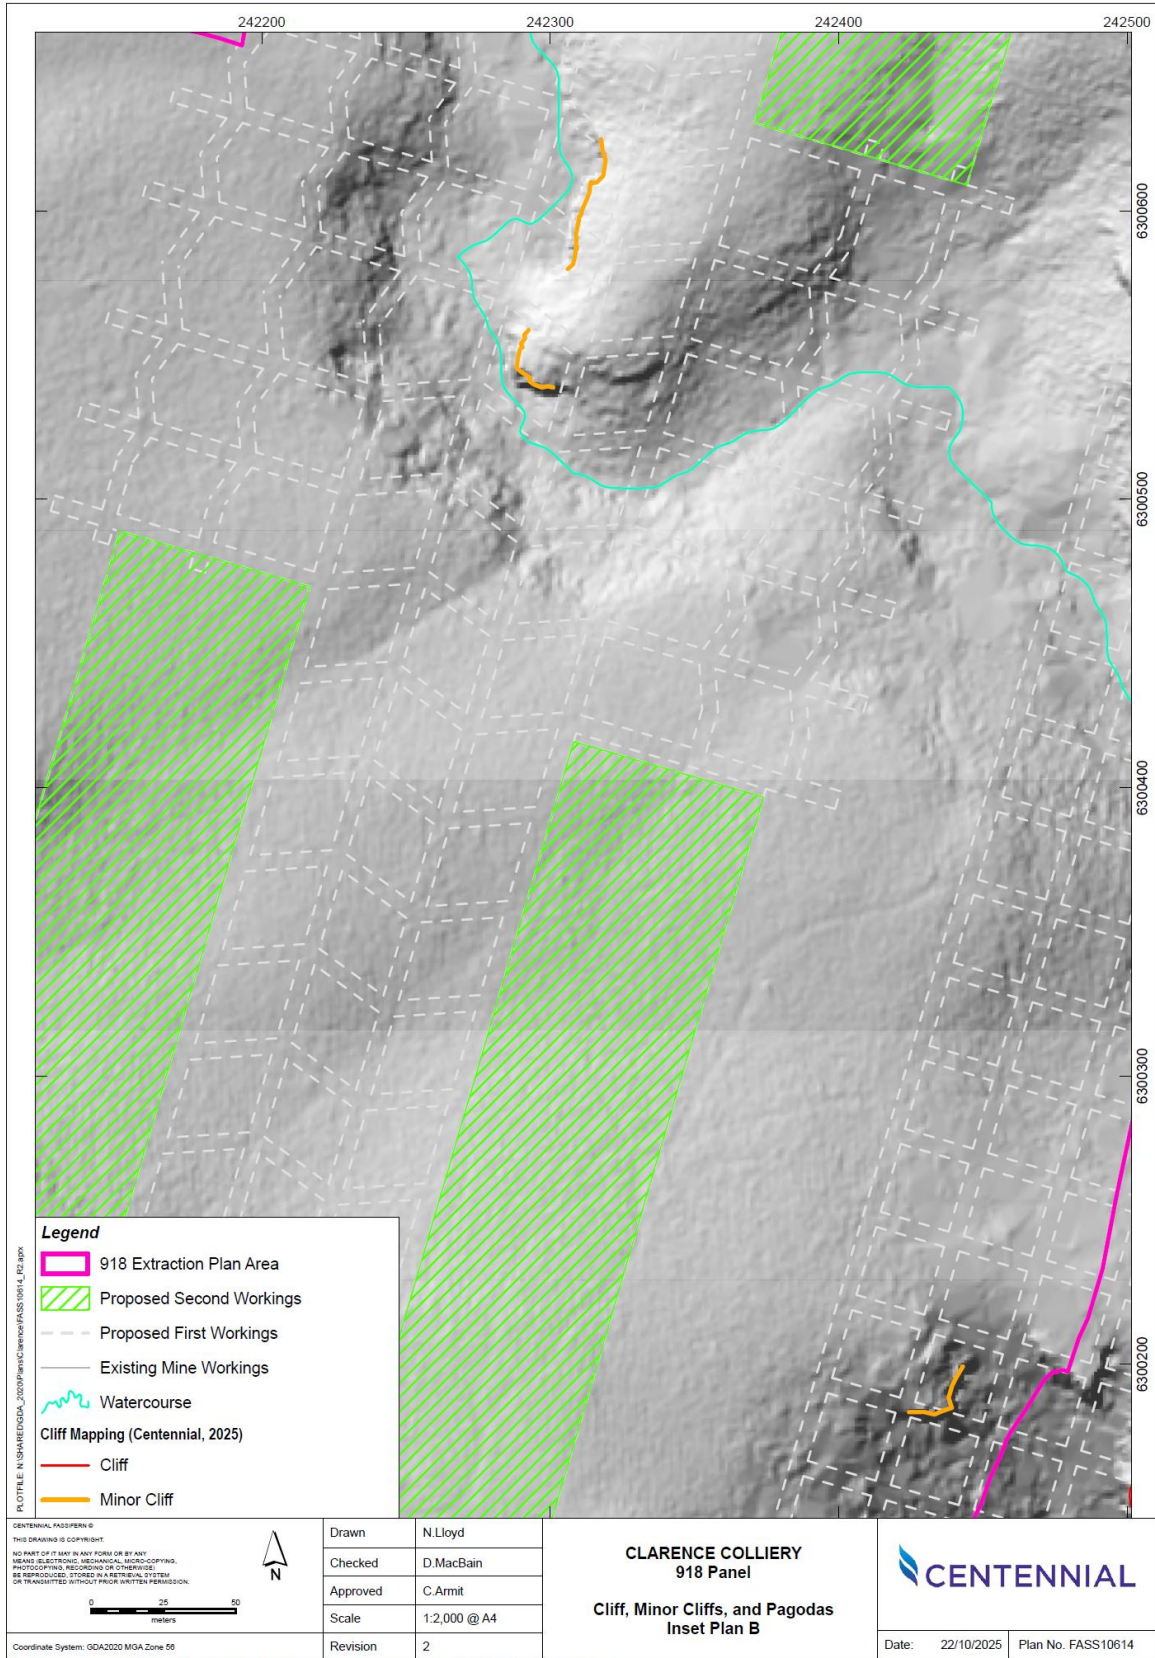 242200
242300
242400
242500
6300600
6300500
6300400
6300300
6300200
Legend
918 Extraction Plan Area
Proposed Second Workings
Proposed First Workings
Existing Mine Workings
Watercourse
Cliff Mapping (Centennial, 2025)
Cliff
Minor Cliff
PLOTFILE: N:\SHARED\GDA_2020\Plans\Clarence\FASS10614_R2.aprx
CENTENNIAL FASSIFERN ©
THIS DRAWING IS COPYRIGHT.
NO PART OF IT MAY IN ANY FORM OR BY ANY
MEANS (ELECTRONIC, MECHANICAL, MICRO-COPYING,
PHOTOCOPYING, RECORDING OR OTHERWISE)
BE REPRODUCED, STORED IN A RETRIEVAL SYSTEM
OR TRANSMITTED WITHOUT PRIOR WRITTEN PERMISSION.
N
0 25 50
meters
Coordinate System: GDA2020 MGA Zone 56
Drawn N.Lloyd
Checked D.MacBain
Approved C.Armit
Scale 1:2,000 @ A4
Revision 2
CLARENCE COLLIERY
918 Panel
Cliff, Minor Cliffs, and Pagodas
Inset Plan B
CENTENNIAL
Date: 22/10/2025 Plan No. FASS10614